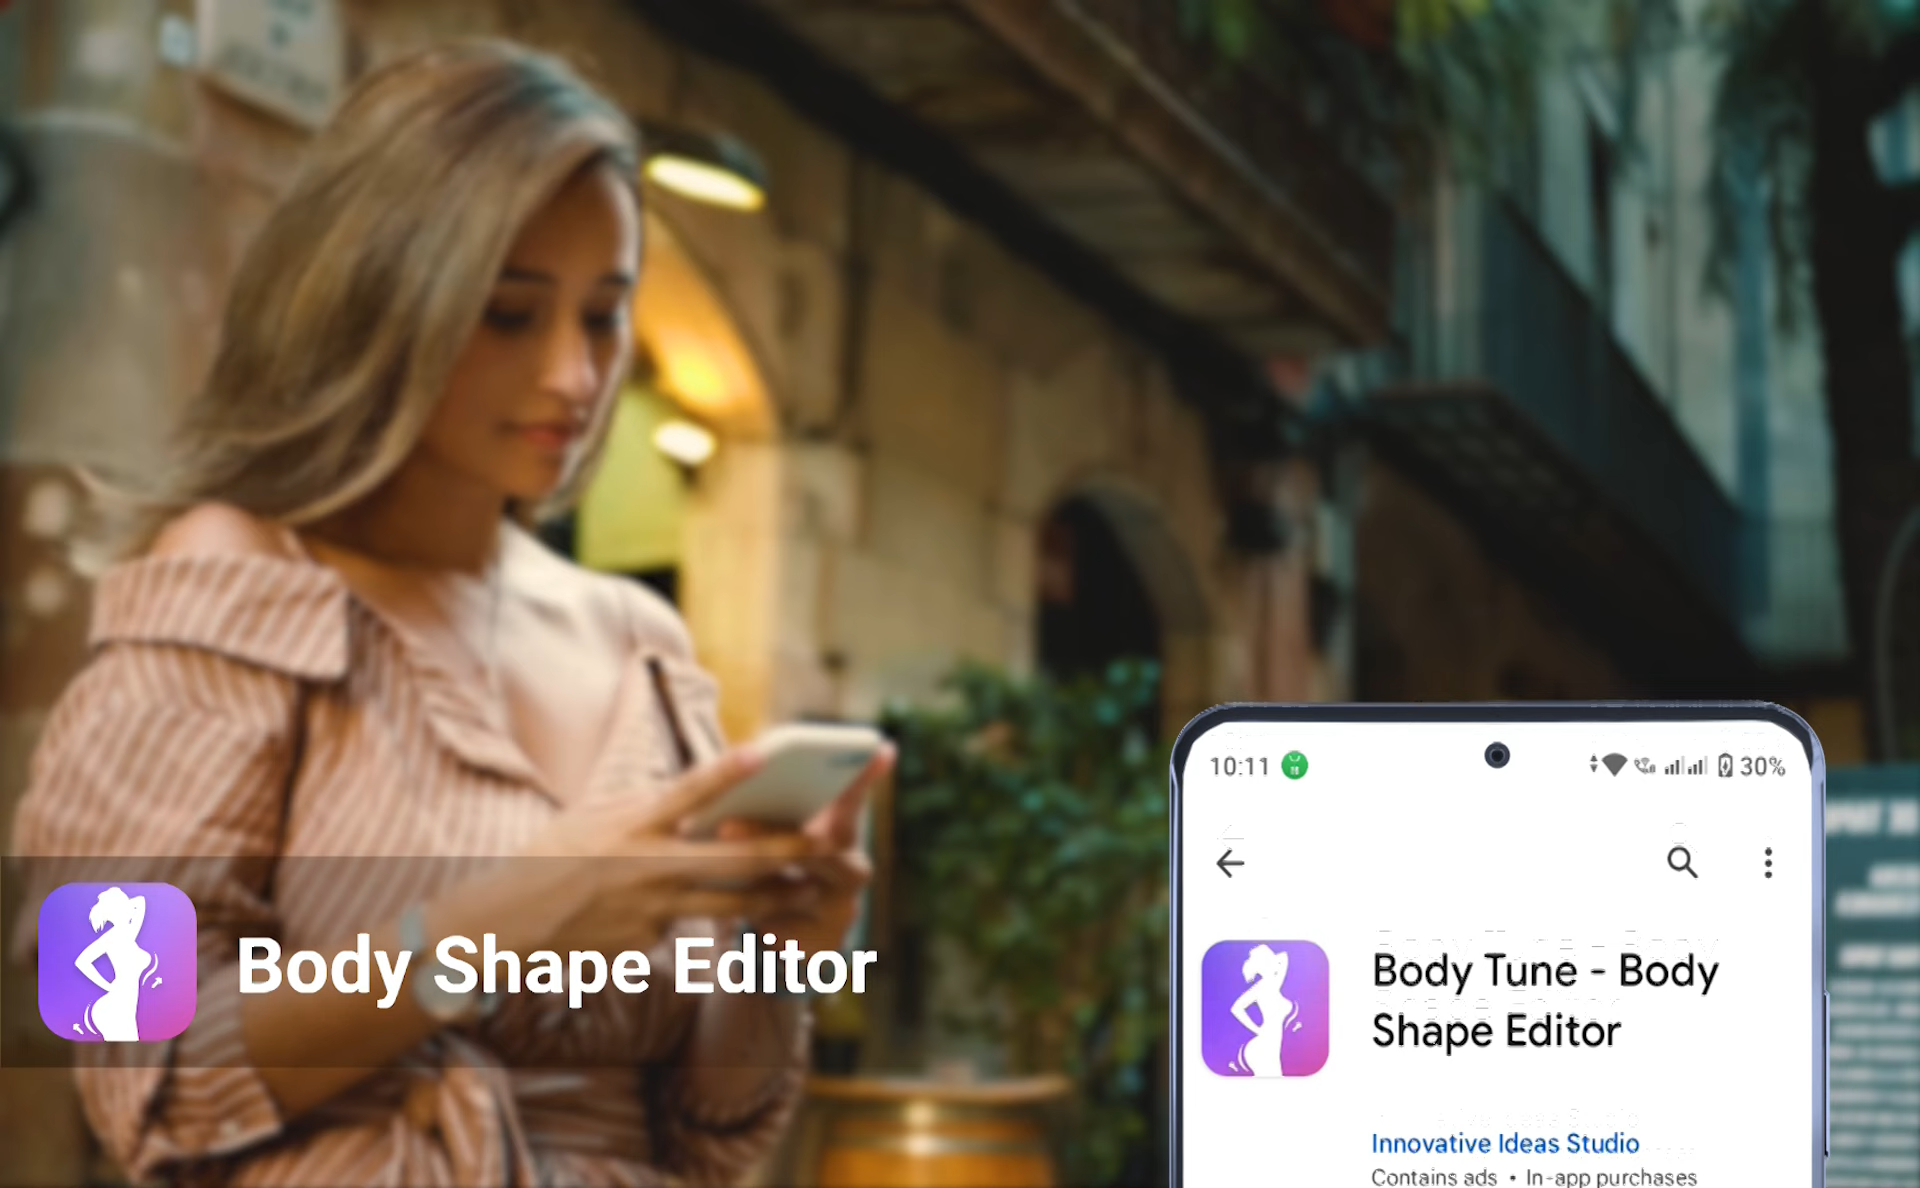 Body Shape Editor
10:11
30%
Body Tune - Body
Shape Editor
Innovative Ideas Studio
Contains ads • In-app purchases